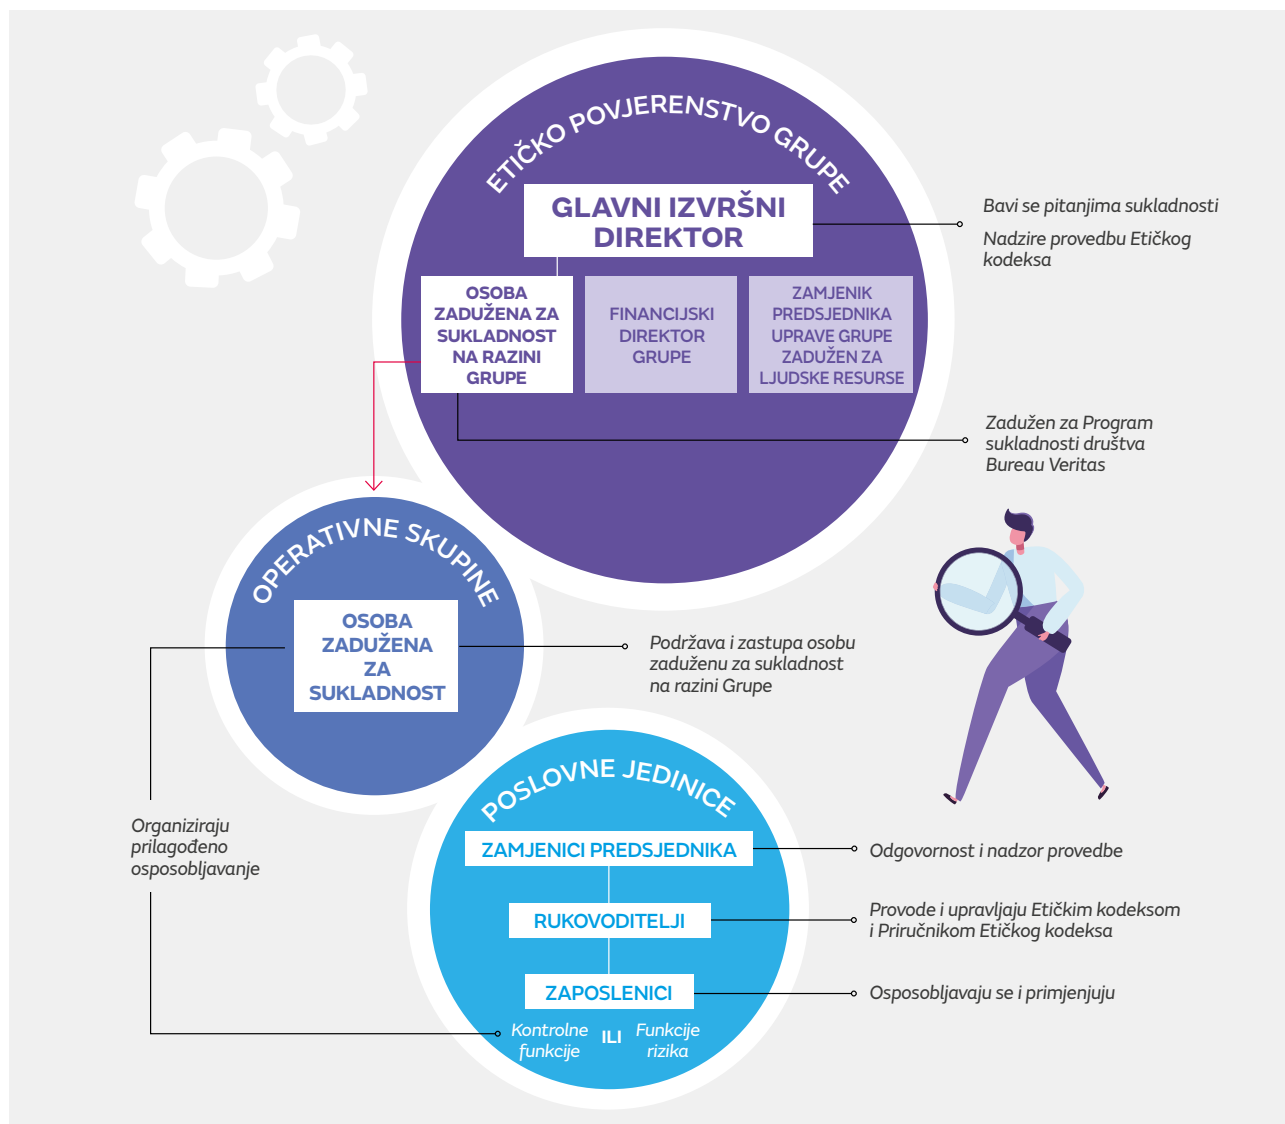 ETIČKO POVJERENSTVO GRUPE
GLAVNI IZVRŠNI
DIREKTOR
Bavi se pitanjima sukladnosti
Nadzire provedbu Etičkog
kodeksa
OSOBA
ZADUŽENA ZA
SUKLADNOST
NA RAZINI
GRUPE
FINANCIJSKI
DIREKTOR
GRUPE
ZAMJENIK
PREDSJEDNIKA
UPRAVE GRUPE
ZADUŽEN ZA
LJUDSKE RESURSE
Zadužen za Program
sukladnosti društva
Bureau Veritas
OPERATIVNE SKUPINE
OSOBA
ZADUŽENA
ZA
SUKLADNOST
Podržava i zastupa osobu
zaduženu za sukladnost
na razini Grupe
Organiziraju
prilagođeno
osposobljavanje
POSLOVNE JEDINICE
ZAMJENICI PREDSJEDNIKA
Odgovornost i nadzor provedbe
RUKOVODITELJI
Provode i upravljaju Etičkim kodeksom
i Priručnikom Etičkog kodeksa
ZAPOSLENICI
Osposobljavaju se i primjenjuju
Kontrolne
funkcije
ILI
Funkcije
rizika